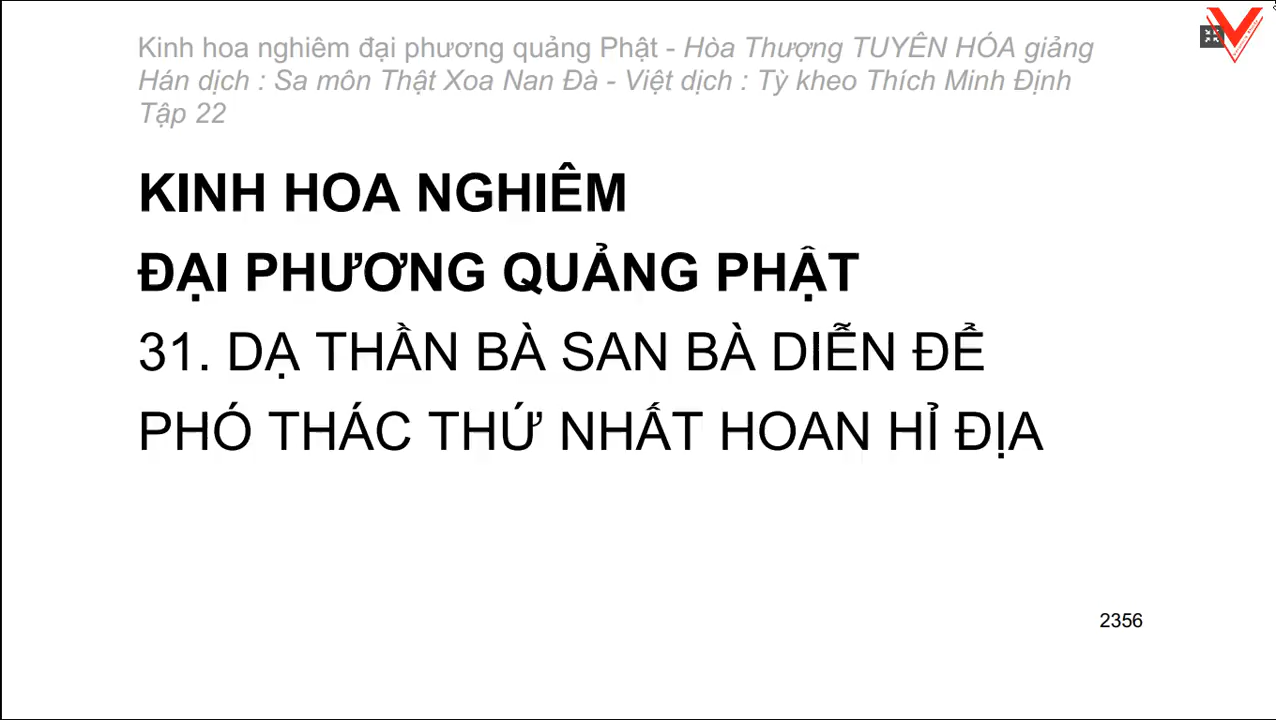 Kinh hoa nghiêm đại phương quảng Phật - Hòa Thượng TUYÊN HÓA giảng
Hán dịch : Sa môn Thật Xoa Nan Đà - Việt dịch : Tỳ kheo Thích Minh Định
Tập 22
KINH HOA NGHIÊM
ĐẠI PHƯƠNG QUẢNG PHẬT
31. DẠ THẦN BÀ SAN BÀ DIỄN ĐỂ
PHÓ THÁC THỨ NHẤT HOAN HỈ ĐỊA
2356